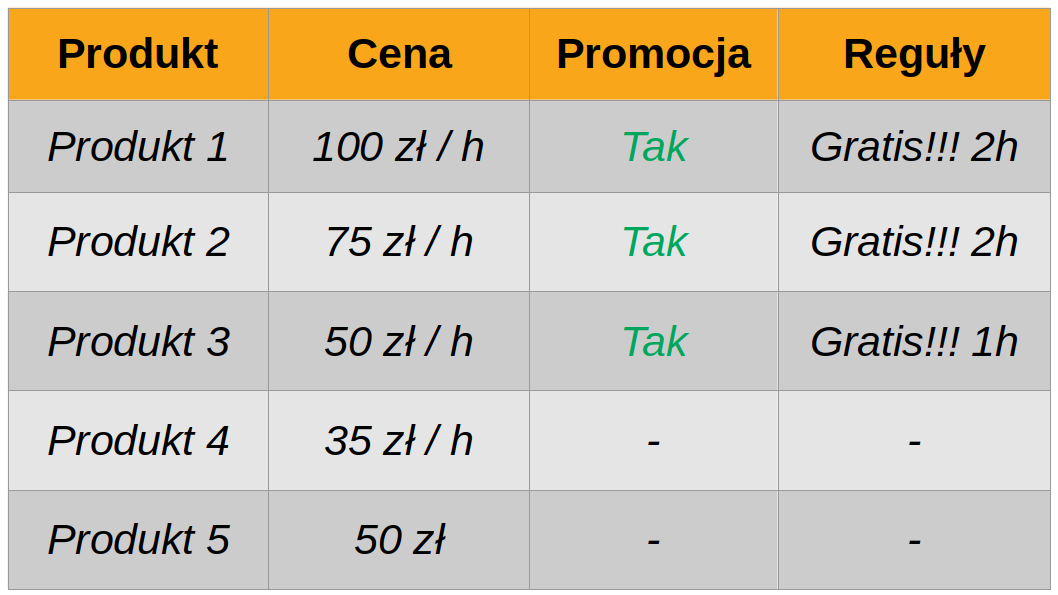 Produkt Cena Promocja Reguły
Produkt 1 100 zł / h Tak Gratis!!! 2h
Produkt 2 75 zł / h Tak Gratis!!! 2h
Produkt 3 50 zł / h Tak Gratis!!! 1h
Produkt 4 35 zł / h - -
Produkt 5 50 zł - -